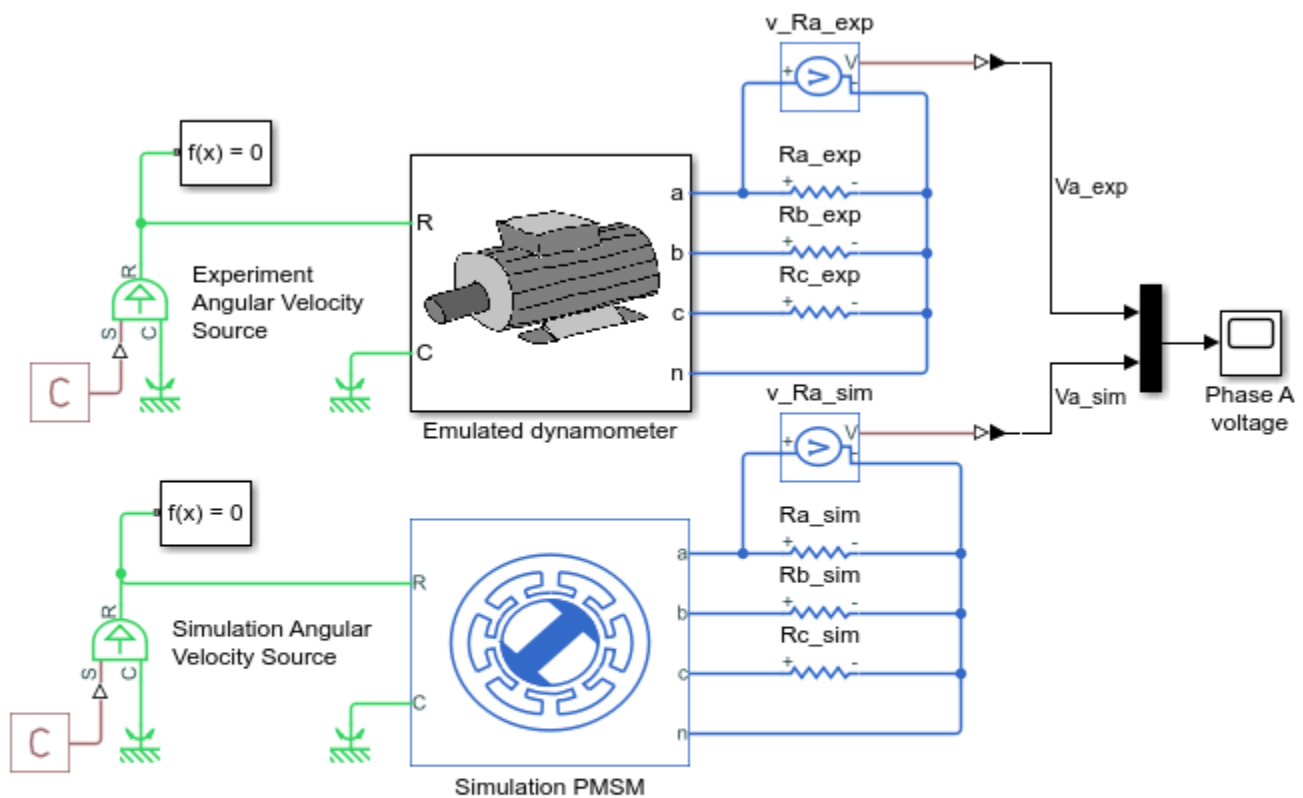 v_Ra_exp
+
V
V
-
f(x) = 0
Ra_exp
+
-
a
Va_exp
R
Rb_exp
+
-
b
R
Experiment
Angular Velocity
Source
Rc_exp
+
-
c
S
C
C
C
n
Emulated dynamometer
v_Ra_sim
+
V
V
-
Va_sim
Phase A
voltage
f(x) = 0
Ra_sim
+
-
a
R
Rb_sim
+
-
b
R
Simulation Angular
Velocity Source
Rc_sim
+
-
c
S
C
C
C
n
Simulation PMSM